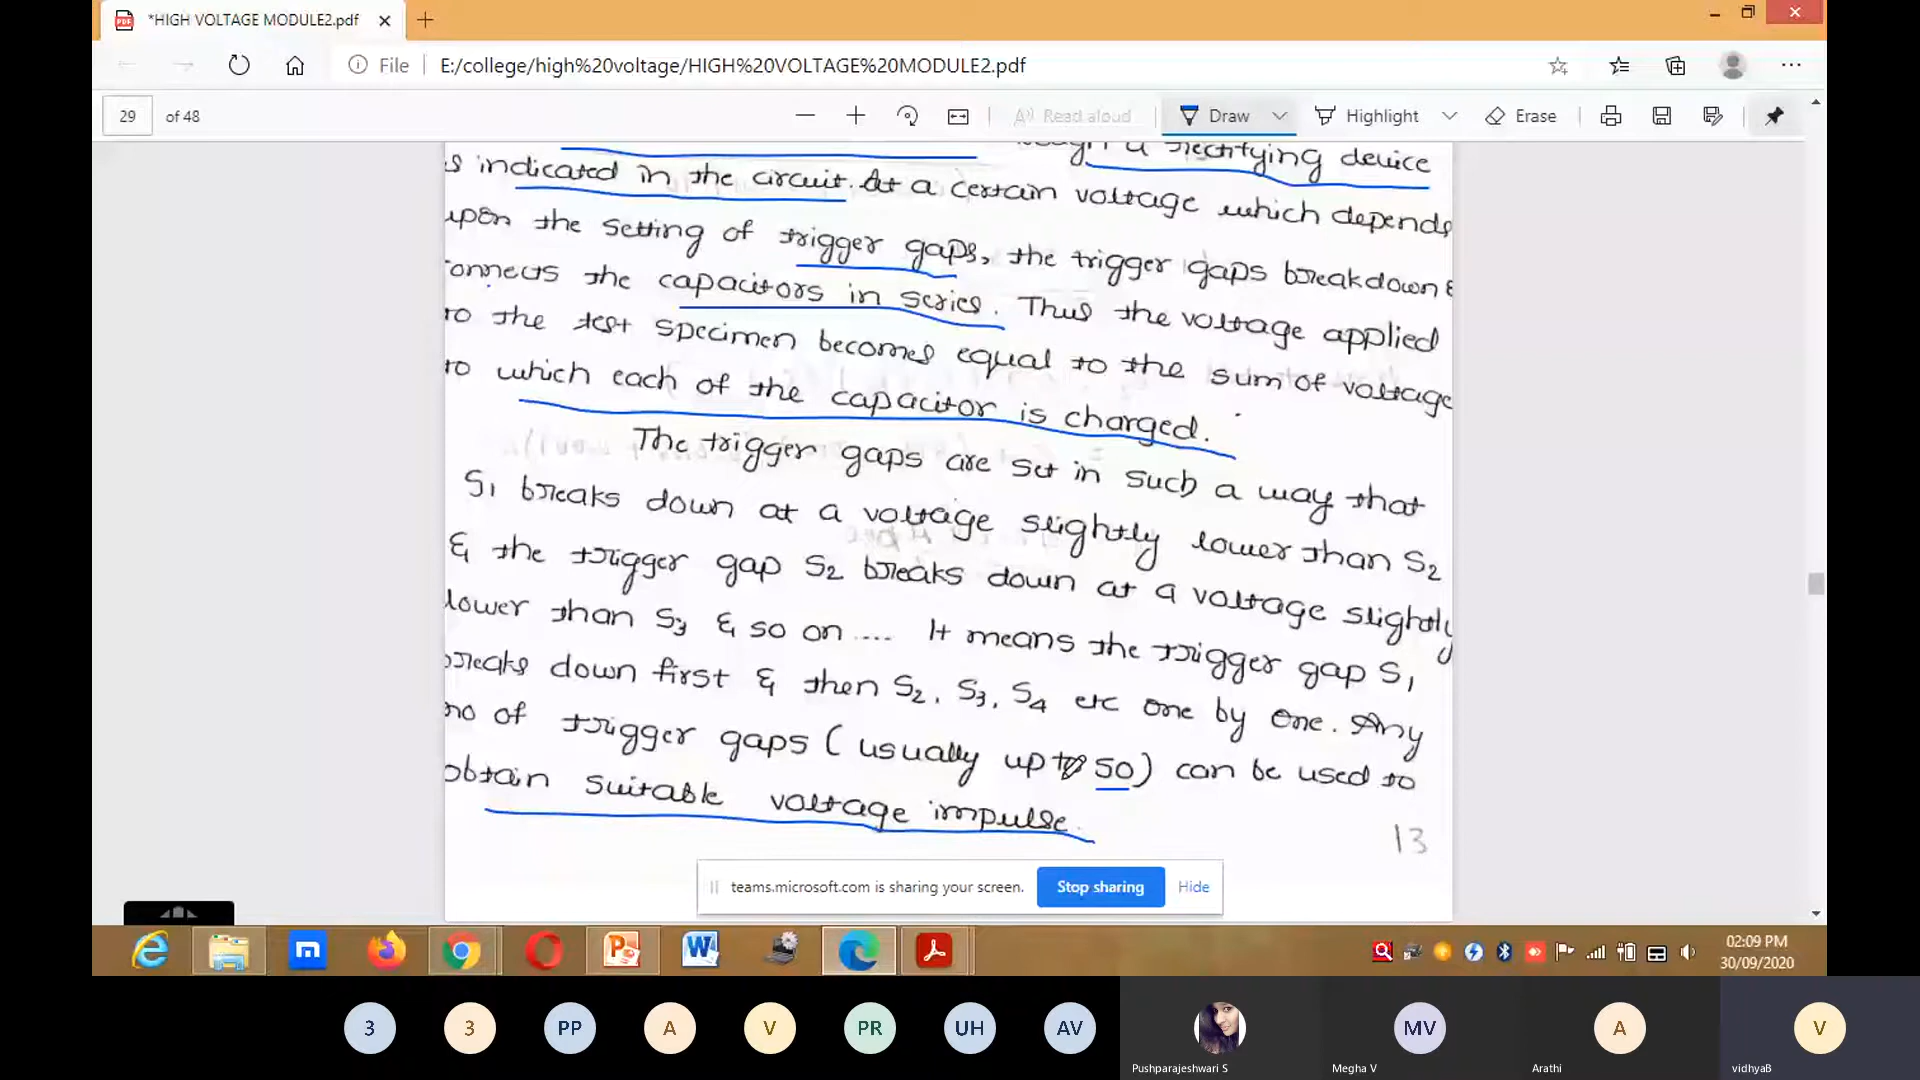 *HIGH VOLTAGE MODULE2.pdf
File E:/college/high%20voltage/HIGH%20VOLTAGE%20MODULE2.pdf
29 of 48 Read aloud Draw Highlight Erase
a rectifying device
s indicated in the circuit. At a certain voltage which depends
upon the setting of trigger gaps, the trigger gaps breakdown &
onnects the capacitors in series. Thus the voltage applied
to the test specimen becomes equal to the sum of voltage
to which each of the capacitor is charged.
The trigger gaps are set in such a way that
S1 breaks down at a voltage slightly lower than S2
& the trigger gap S2 breaks down at a voltage slightly
lower than S3 & so on .... It means the trigger gap S1
breaks down first & then S2, S3, S4 etc one by one. Any
no of trigger gaps (usually up to 50) can be used to
obtain suitable voltage impulse.
13
teams.microsoft.com is sharing your screen. Stop sharing Hide
02:09 PM
30/09/2020
3 3 PP A V PR UH AV MV A V
Pushparajeshwari S Megha V Arathi vidhyaB